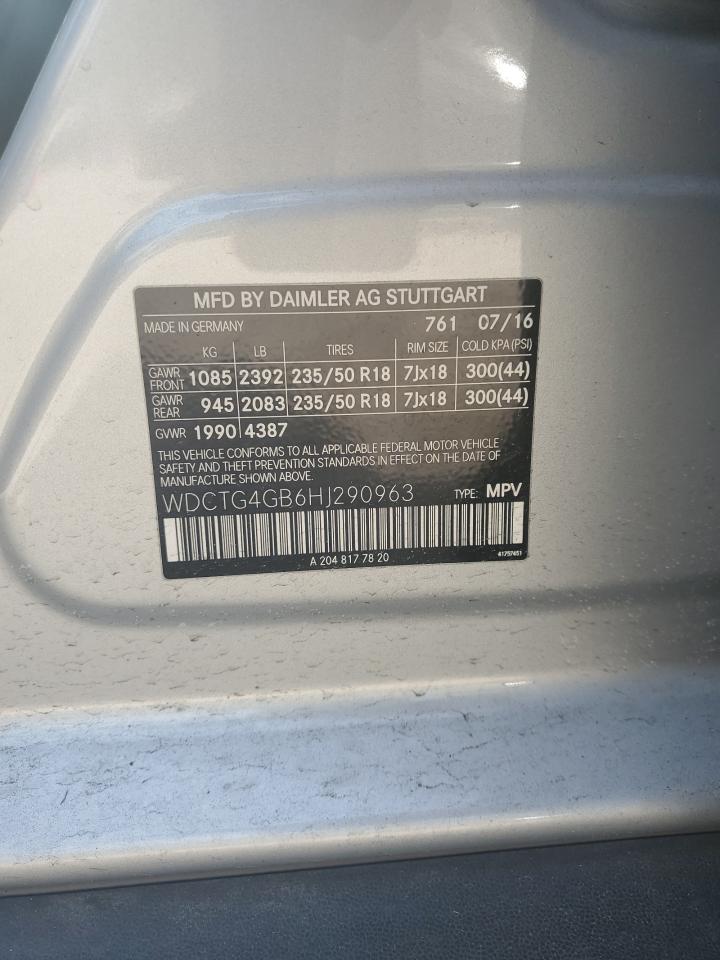 MFD BY DAIMLER AG STUTTGART
MADE IN GERMANY 761 07/16
KG LB TIRES RIM SIZE COLD KPA (PSI)
GAWR FRONT 1085 2392 235/50 R18 7Jx18 300(44)
GAWR REAR 945 2083 235/50 R18 7Jx18 300(44)
GVWR 1990 4387
THIS VEHICLE CONFORMS TO ALL APPLICABLE FEDERAL MOTOR VEHICLE
SAFETY AND THEFT PREVENTION STANDARDS IN EFFECT ON THE DATE OF
MANUFACTURE SHOWN ABOVE.
WDCTG4GB6HJ290963 TYPE: MPV
A 204 817 78 20 41757451